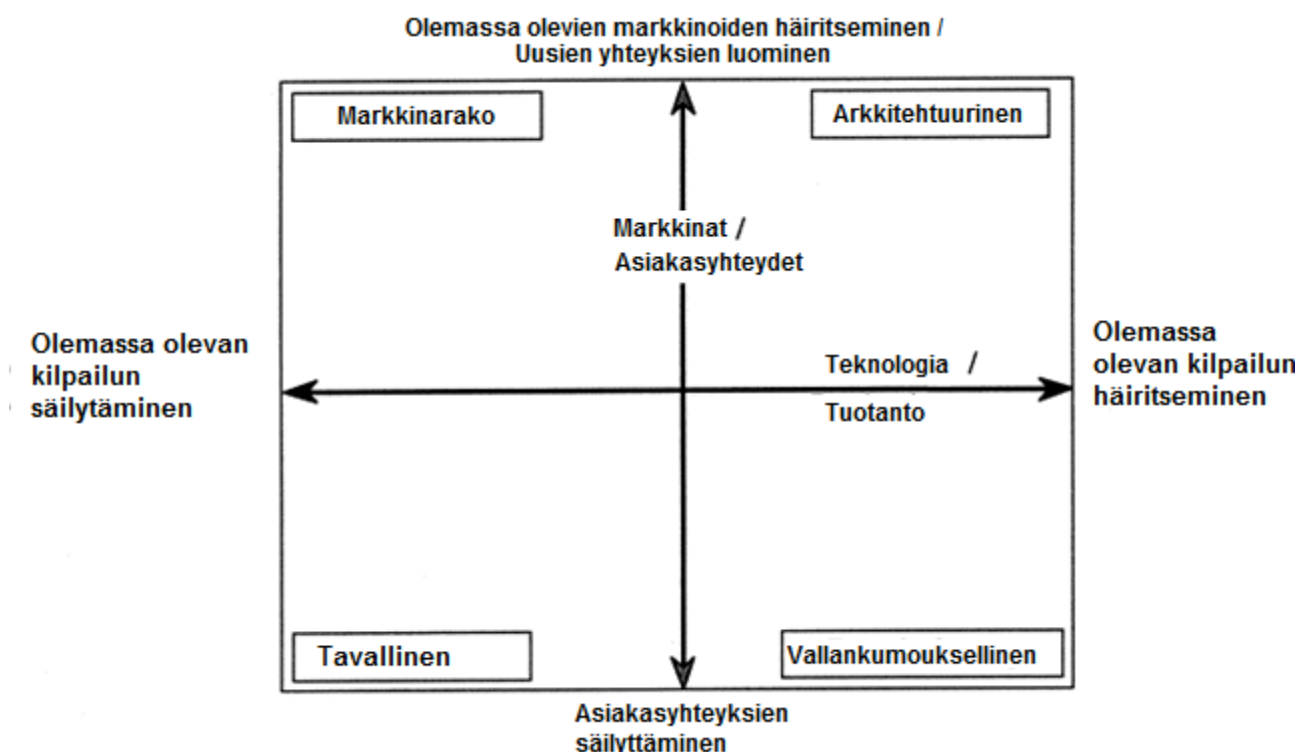 Olemassa olevien markkinoiden häiritseminen /
Uusien yhteyksien luominen
Markkinarako
Arkkitehtuurinen
Markkinat /
Asiakasyhteydet
Olemassa olevan
kilpailun
säilytäminen
Teknologia /
Tuotanto
Olemassa
olevan kilpailun
häiritseminen
Tavallinen
Vallankumouksellinen
Asiakasyhteyksien
säilyttäminen